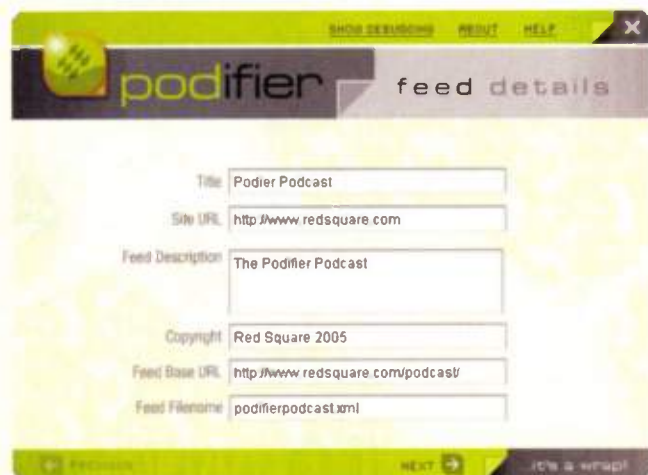 SHOW DEBUGGING ABOUT HELP
podifier feed details
Title Podier Podcast
Site URL http://www.redsquare.com
Feed Description The Podifier Podcast
Copyright Red Square 2005
Feed Base URL http://www.redsquare.com/podcast/
Feed Filename podifierpodcast.xml
PREVIOUS NEXT it's a wrap!